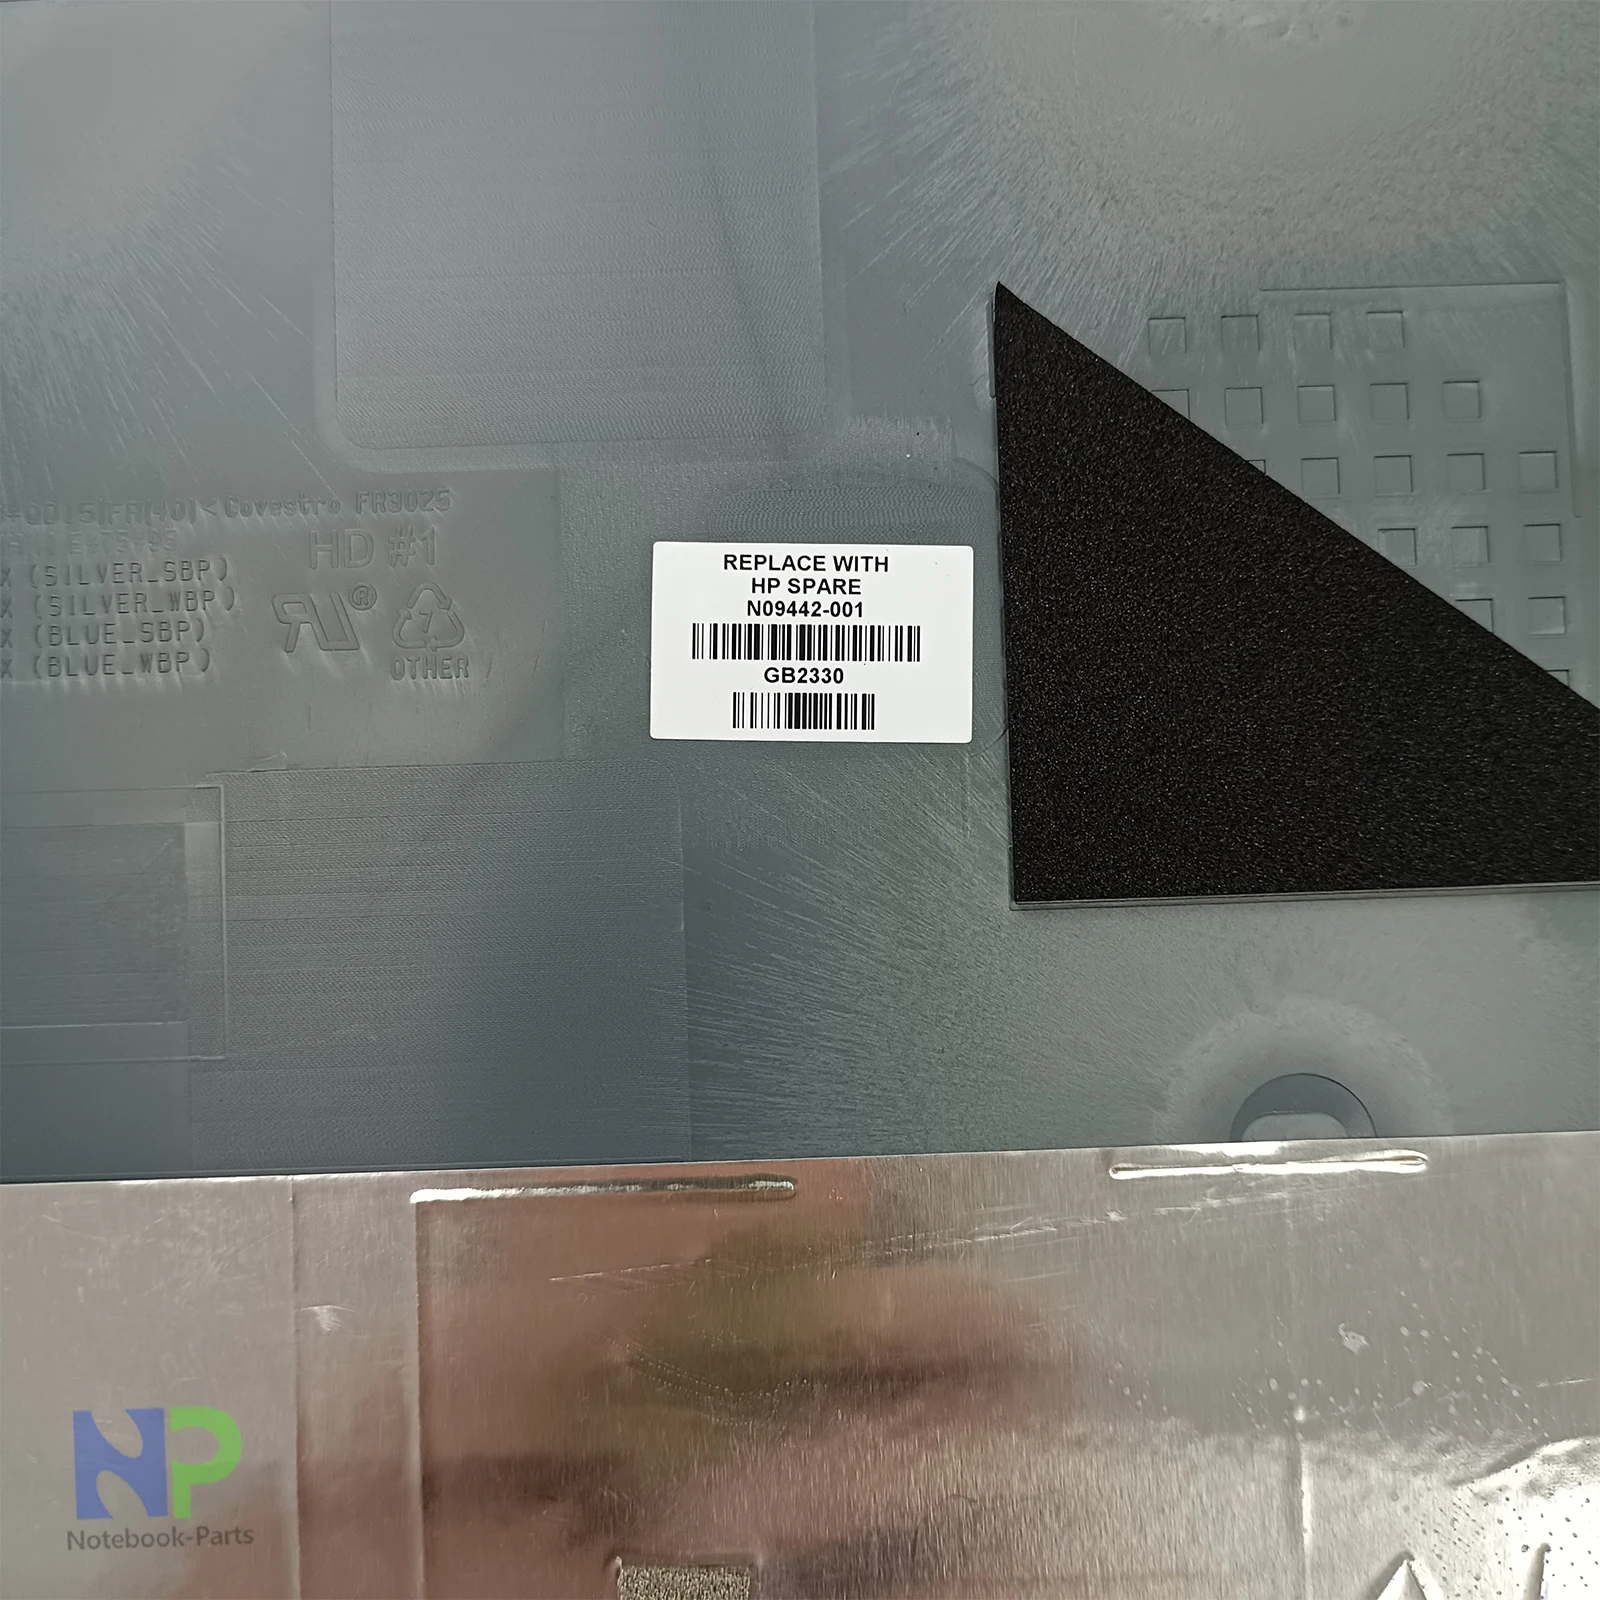 <Covestro FR3025
HD #1
X (SILVER_SBP)
X (SILVER_WBP)
X (BLUE_SBP)
X (BLUE_WBP)
7
OTHER
REPLACE WITH
HP SPARE
N09442-001
GB2330
NP
Notebook-Parts